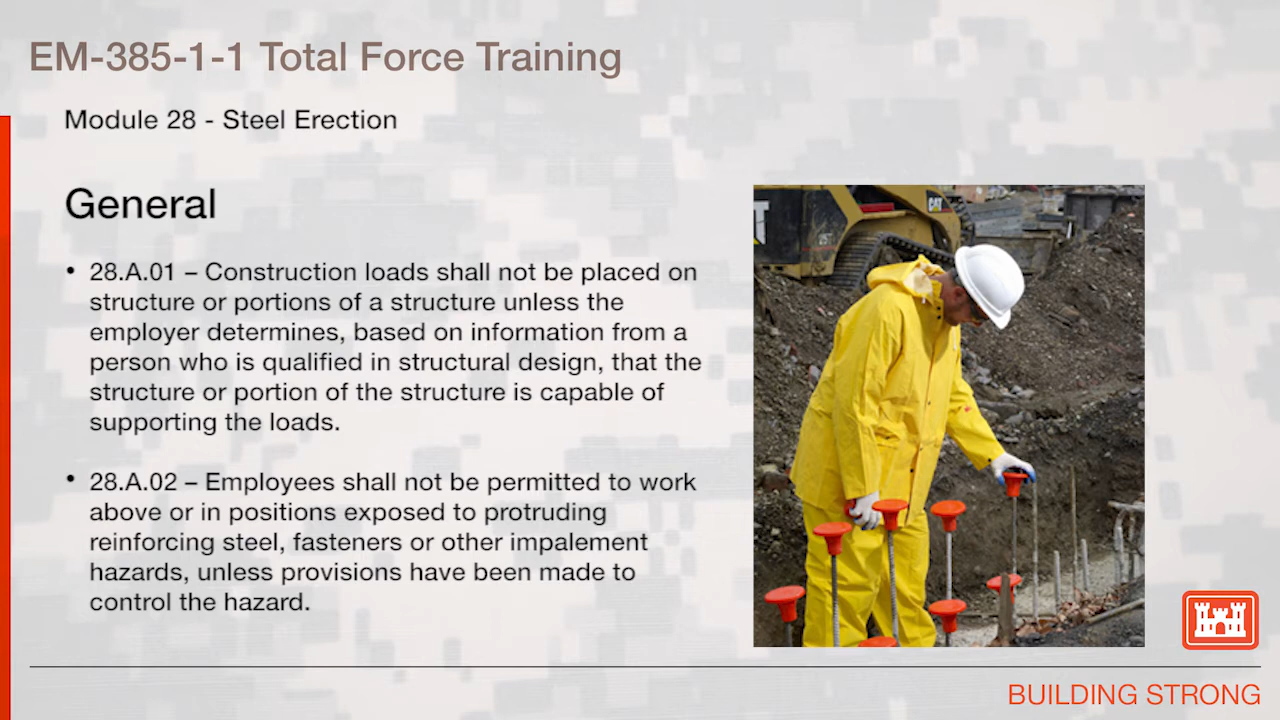 EM-385-1-1 Total Force Training
Module 28 - Steel Erection
General
• 28.A.01 – Construction loads shall not be placed on
structure or portions of a structure unless the
employer determines, based on information from a
person who is qualified in structural design, that the
structure or portion of the structure is capable of
supporting the loads.
• 28.A.02 – Employees shall not be permitted to work
above or in positions exposed to protruding
reinforcing steel, fasteners or other impalement
hazards, unless provisions have been made to
control the hazard.
CAT
BUILDING STRONG